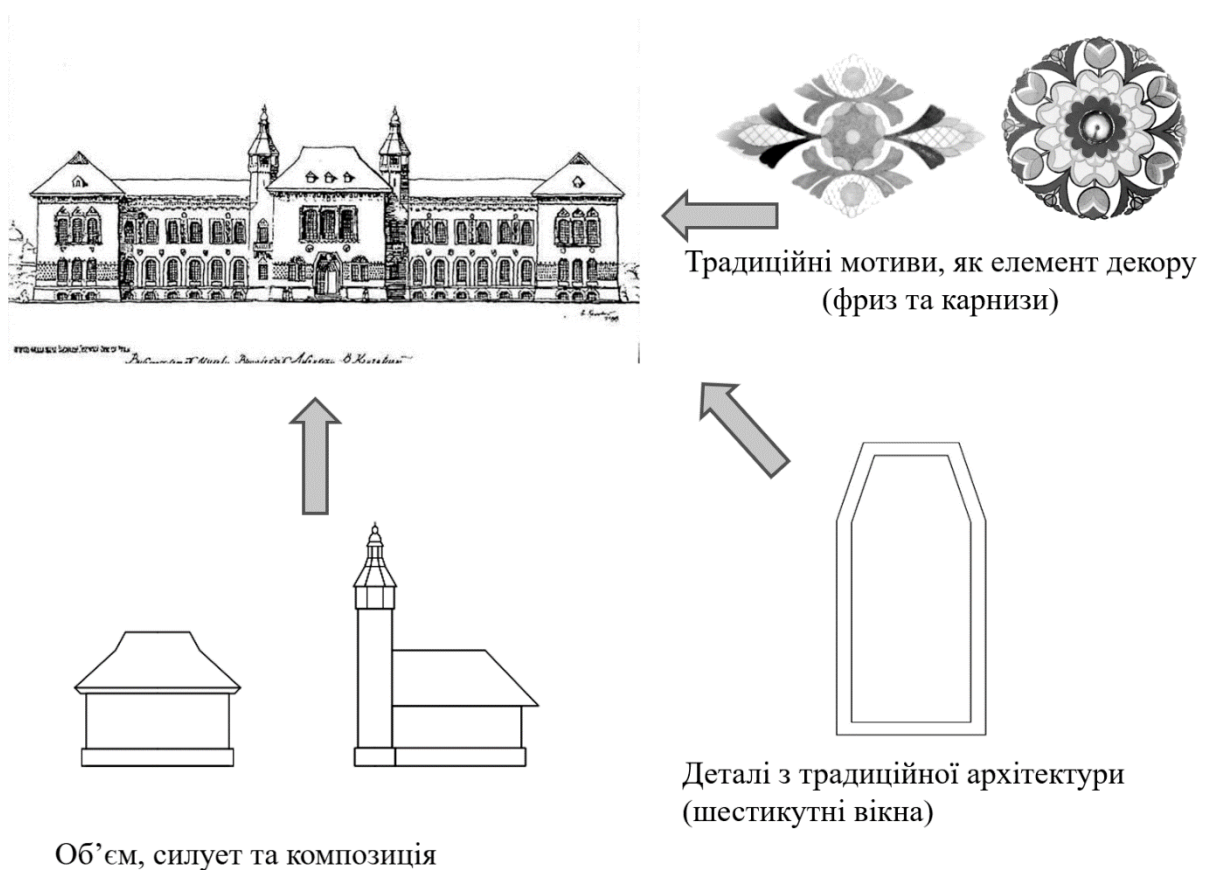 Традиційні мотиви, як елемент декору
(фриз та карнизи)
Деталі з традиційної архітектури
(шестикутні вікна)
Об’єм, силует та композиція